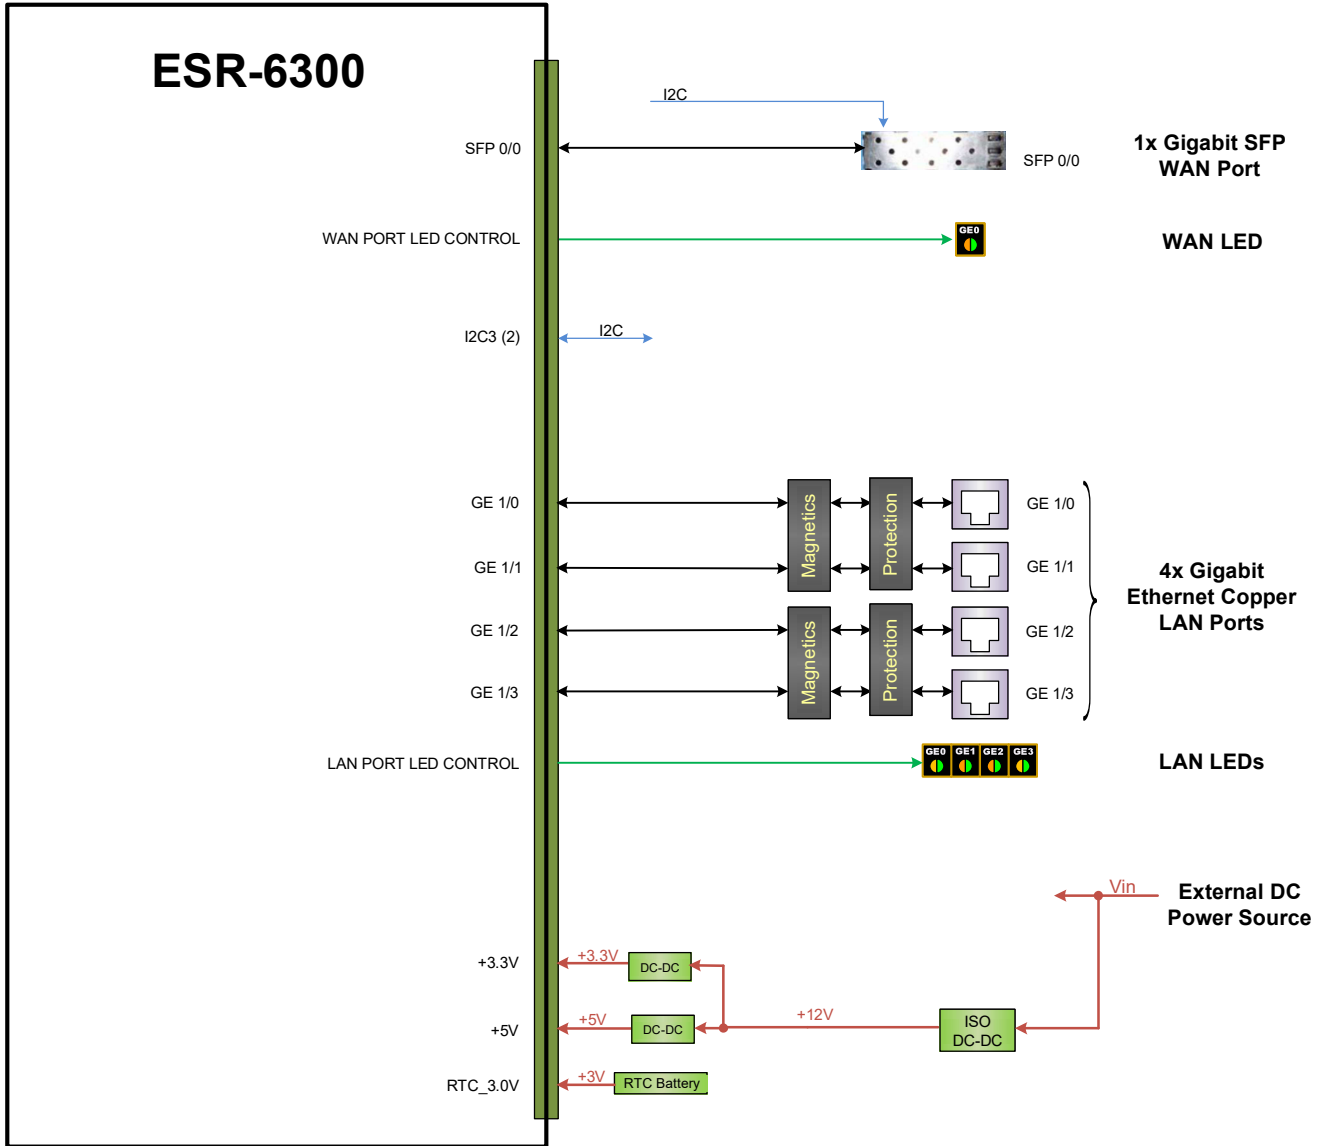 ESR-6300
I2C
SFP 0/0
SFP 0/0
1x Gigabit SFP
WAN Port
WAN PORT LED CONTROL
GE0
WAN LED
I2C3 (2)
I2C
GE 1/0
GE 1/1
GE 1/2
GE 1/3
Magnetics
Protection
Magnetics
Protection
GE 1/0
GE 1/1
GE 1/2
GE 1/3
4x Gigabit
Ethernet Copper
LAN Ports
LAN PORT LED CONTROL
GE0 GE1 GE2 GE3
LAN LEDs
Vin
External DC
Power Source
+3.3V
+3.3V
DC-DC
+5V
+5V
DC-DC
+12V
ISO
DC-DC
RTC_3.0V
+3V
RTC Battery